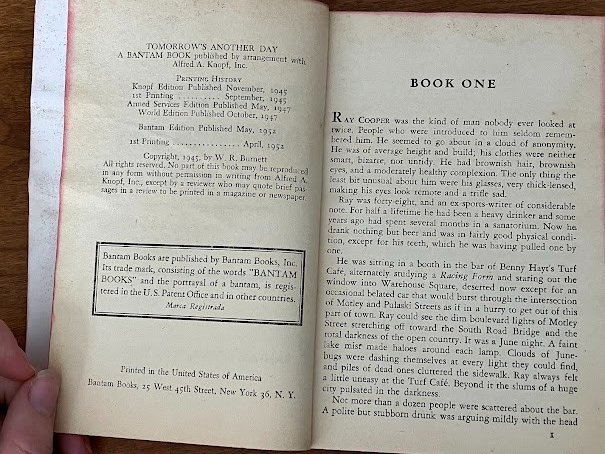 TOMORROW'S ANOTHER DAY
A BANTAM BOOK published by arrangement with
Alfred A. Knopf, Inc.
PRINTING HISTORY
Knopf Edition Published November, 1945
1st Printing .......... September, 1945
Armed Services Edition Published May, 1947
World Edition Published October, 1947
Bantam Edition Published May, 1952
1st Printing ................ April, 1952
Copyright, 1945, by W. R. Burnett
All rights reserved. No part of this book may be reproduced
in any form without permission in writing from Alfred A.
Knopf, Inc., except by a reviewer who may quote brief pas-
sages in a review to be printed in a magazine or newspaper.
Bantam Books are published by Bantam Books, Inc.
Its trade mark, consisting of the words "BANTAM
BOOKS" and the portrayal of a bantam, is regis-
tered in the U.S. Patent Office and in other countries.
Marca Registrada
Printed in the United States of America
Bantam Books, 25 West 45th Street, New York 36, N. Y.
BOOK ONE
RAY COOPER was the kind of man nobody ever looked at
twice. People who were introduced to him seldom remem-
bered him. He seemed to go about in a cloud of anonymity.
He was of average height and build; his clothes were neither
smart, bizarre, nor untidy. He had brownish hair, brownish
eyes, and a moderately healthy complexion. The only thing the
least bit unusual about him were his glasses, very thick-lensed,
making his eyes look remote and a trifle sad.
Ray was forty-eight, and an ex-sports-writer of considerable
note. For half a lifetime he had been a heavy drinker and some
years ago had spent several months in a sanatorium. Now he
drank nothing but beer and was in fairly good physical condi-
tion, except for his teeth, which he was having pulled one by
one.
He was sitting in a booth in the bar of Benny Hayt's Turf
Café, alternately studying a Racing Form and staring out the
window into Warehouse Square, deserted now except for an
occasional belated car that would burst through the intersection
of Motley and Pulaski Streets as if in a hurry to get out of this
part of town. Ray could see the dim boulevard lights of Motley
Street stretching off toward the South Road Bridge and the
total darkness of the open country. It was a June night. A faint
lake mist made haloes around each lamp. Clouds of June-
bugs were dashing themselves at every light they could find,
and piles of dead ones cluttered the sidewalk. Ray always felt
a little uneasy at the Turf Café. Beyond it the slums of a huge
city pulsated in the darkness.
Not more than a dozen people were scattered about the bar.
A polite but stubborn drunk was arguing mildly with the head
1